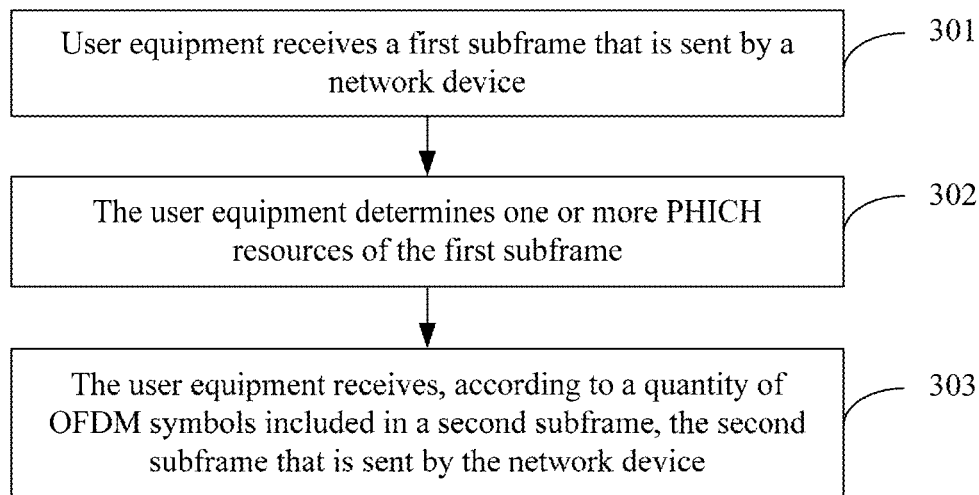 User equipment receives a first subframe that is sent by a
network device
301
The user equipment determines one or more PHICH
resources of the first subframe
302
The user equipment receives, according to a quantity of
OFDM symbols included in a second subframe, the second
subframe that is sent by the network device
303